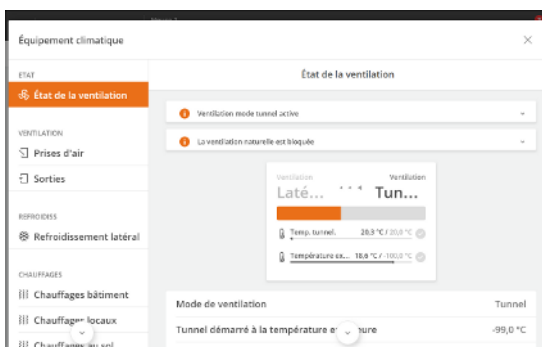 Équipement climatique
ETAT
État de la ventilation
VENTILATION
Prises d'air
Sorties
REFROIDISS
Refroidissement latéral
CHAUFFAGES
Chauffages bâtiment
Chauffages locaux
Chauffages au sol
État de la ventilation
Ventilation mode tunnel active
La ventilation naturelle est bloquée
Ventilation Ventilation
Laté... Tun...
Temp. tunnel. 20,3 °C / 20,0 °C
Température ex... 18,6 °C / -100,0 °C
Mode de ventilation Tunnel
Tunnel démarré à la température -99,0 °C